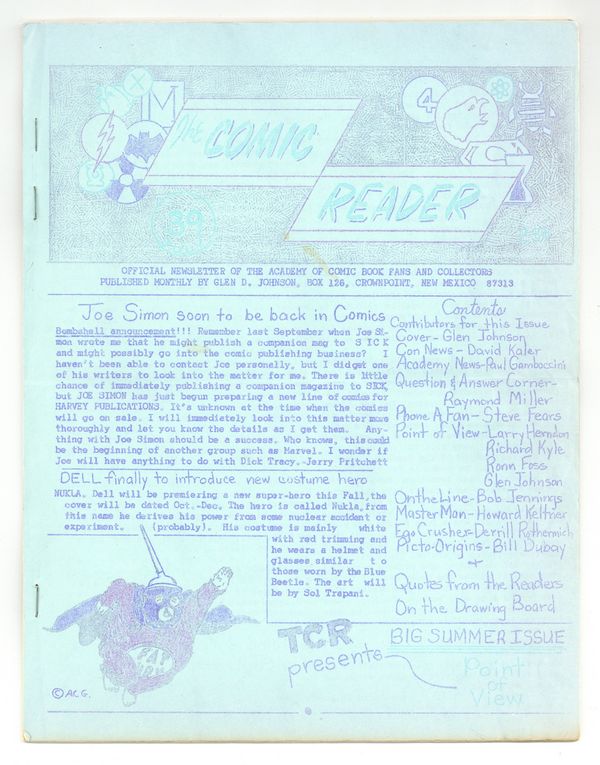 The COMIC
READER
39
OFFICIAL NEWSLETTER OF THE ACADEMY OF COMIC BOOK FANS AND COLLECTORS
PUBLISHED MONTHLY BY GLEN D. JOHNSON, BOX 126, CROWNPOINT, NEW MEXICO 87313
Joe Simon soon to be back in Comics
Bombshell announcement!!! Remember last September when Joe Si-
mon wrote me that he might publish a companion mag to SICK
and might possibly go into the comic publishing business? I
haven't been able to contact Joe personally, but I did get one
of his writers to look into the matter for me. There is little
chance of immediately publishing a companion magazine to SICK,
but JOE SIMON has just begun preparing a new line of comics for
HARVEY PUBLICATIONS. It's unknown at the time when the comics
will go on sale. I will immediately look into this matter more
thoroughly and let you know the details as I get them. Any-
thing with Joe Simon should be a success. Who knows, this could
be the beginning of another group such as Marvel. I wonder if
Joe will have anything to do with Dick Tracy.-Jerry Pritchett
DELL finally to introduce new costume hero
NUKLA. Dell will be premiering a new super-hero this Fall, the
cover will be dated Oct.-Dec. The hero is called Nukla, from
this name he derives his power from some nuclear accident or
experiment. (probably). His costume is mainly white
with red trimming and
he wears a helmet and
glasses similar to
those worn by the Blue
Beetle. The art will
be by Sol Trapani.
Contents
Contributors for this Issue
Cover-Glen Johnson
Con News-David Kaler
Academy News-Paul Gambaccini
Question & Answer Corner-
Raymond Miller
Phone A Fan-Steve Fears
Point of View-Larry Herndon
Richard Kyle
Ronn Foss
Glen Johnson
On the Line-Bob Jennings
Master Man-Howard Keltner
Ego Crusher-Derrill Rothermich
Picto-Origins-Bill Dubay
+
Quotes from the Readers
On the Drawing Board
BIG SUMMER ISSUE
TCR
presents
Point
of
View
M
4
FAT
FURY
© ACG.